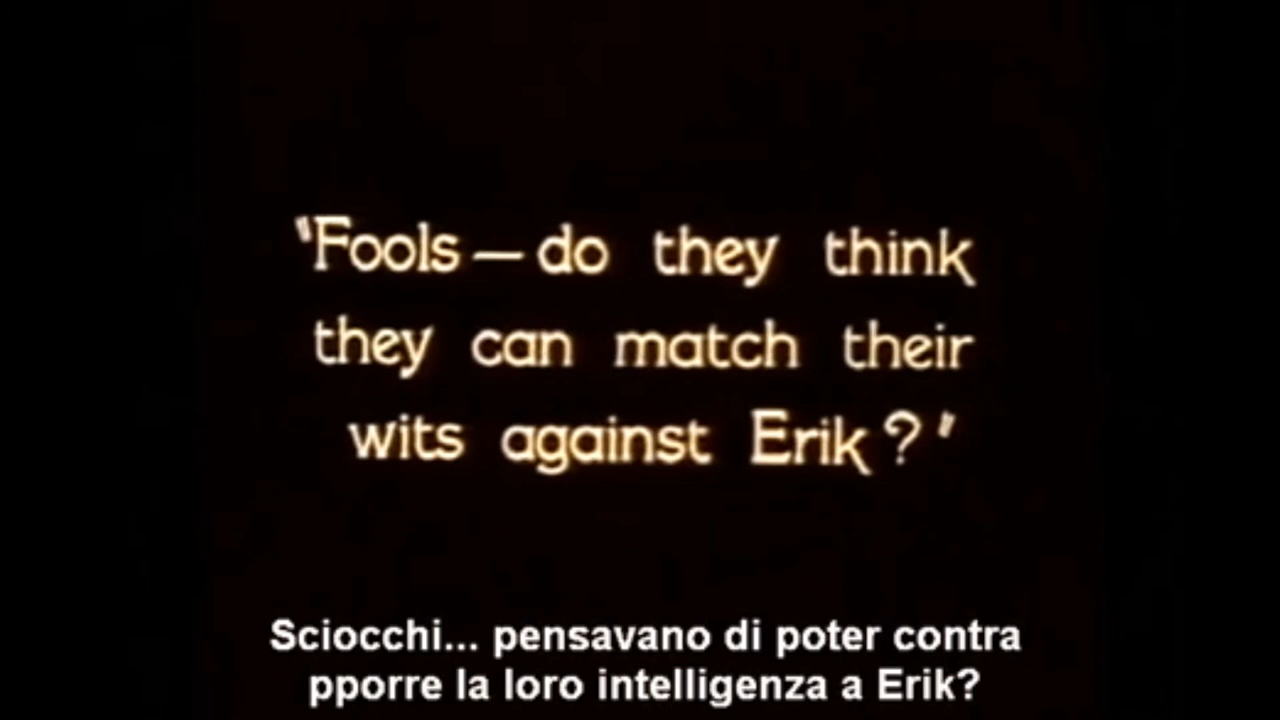 "Fools — do they think
they can match their
wits against Erik?"
Sciocchi... pensavano di poter contra
pporre la loro intelligenza a Erik?